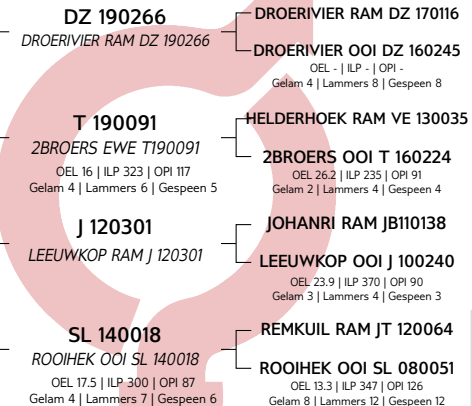 DZ 190266
DROERIVIER RAM DZ 190266
DROERIVIER RAM DZ 170116
DROERIVIER OOI DZ 160245
OEL - | ILP - | OPI -
Gelam 4 | Lammers 8 | Gespeen 8
T 190091
2BROERS EWE T190091
OEL 16 | ILP 323 | OPI 117
Gelam 4 | Lammers 6 | Gespeen 5
HELDERHOEK RAM VE 130035
2BROERS OOI T 160224
OEL 26.2 | ILP 235 | OPI 91
Gelam 2 | Lammers 4 | Gespeen 4
J 120301
LEEUWKOP RAM J 120301
JOHANRI RAM JB110138
LEEUWKOP OOI J 100240
OEL 23.9 | ILP 370 | OPI 90
Gelam 3 | Lammers 4 | Gespeen 3
SL 140018
ROOIHEK OOI SL 140018
OEL 17.5 | ILP 300 | OPI 87
Gelam 4 | Lammers 7 | Gespeen 6
REMKUIL RAM JT 120064
ROOIHEK OOI SL 080051
OEL 13.3 | ILP 347 | OPI 126
Gelam 8 | Lammers 12 | Gespeen 12